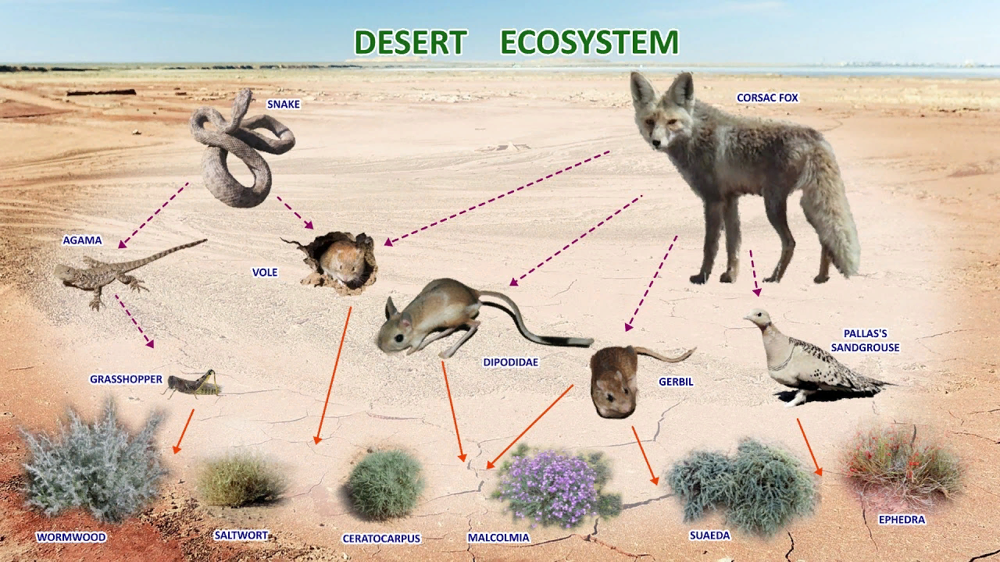 DESERT ECOSYSTEM
SNAKE
CORSAC FOX
AGAMA
VOLE
PALLAS'S
SANDGROUSE
DIPODIDAE
GRASSHOPPER
GERBIL
EPHEDRA
WORMWOOD
SALTWORT
CERATOCARPUS
MALCOLMIA
SUAEDA